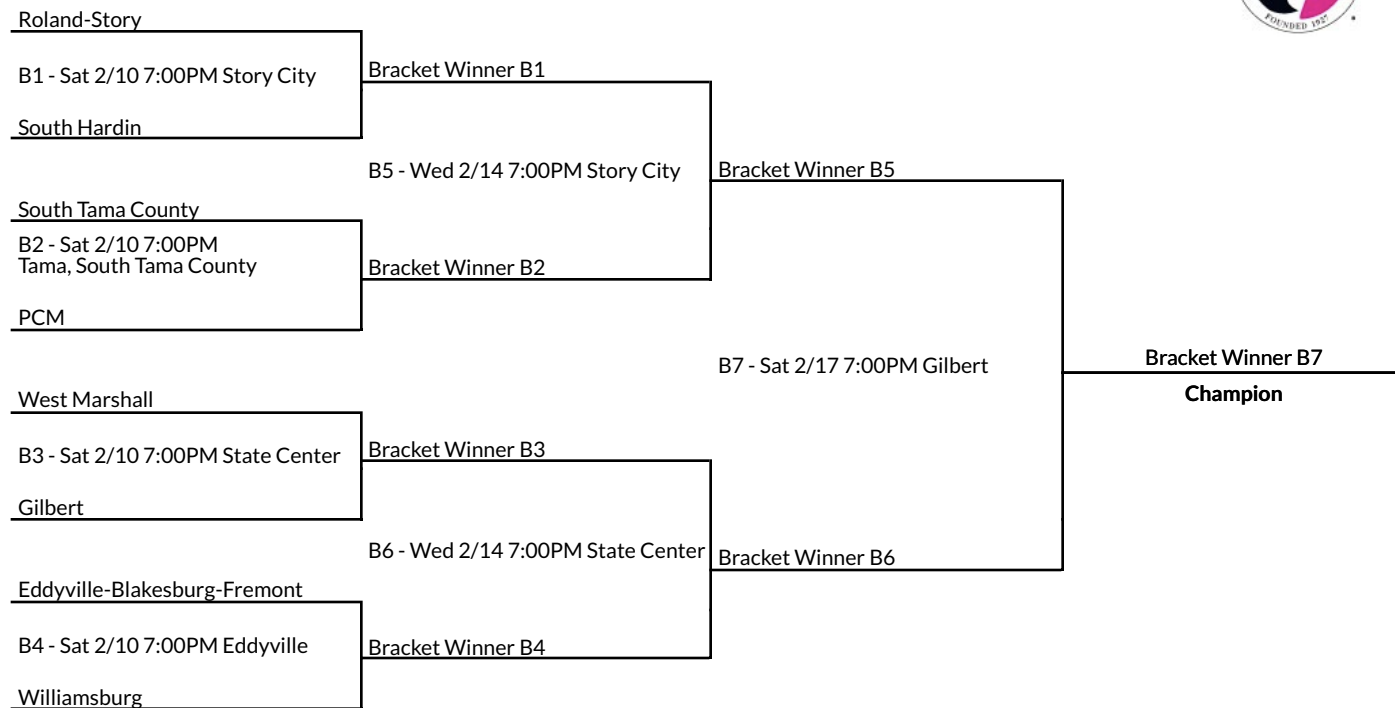 FOUNDED 1927
Roland-Story
B1 - Sat 2/10 7:00PM Story City
South Hardin
South Tama County
B2 - Sat 2/10 7:00PM
Tama, South Tama County
PCM
West Marshall
B3 - Sat 2/10 7:00PM State Center
Gilbert
Eddyville-Blakesburg-Fremont
B4 - Sat 2/10 7:00PM Eddyville
Williamsburg
Bracket Winner B1
B5 - Wed 2/14 7:00PM Story City
Bracket Winner B2
Bracket Winner B3
B6 - Wed 2/14 7:00PM State Center
Bracket Winner B4
Bracket Winner B5
B7 - Sat 2/17 7:00PM Gilbert
Bracket Winner B6
Bracket Winner B7
Champion